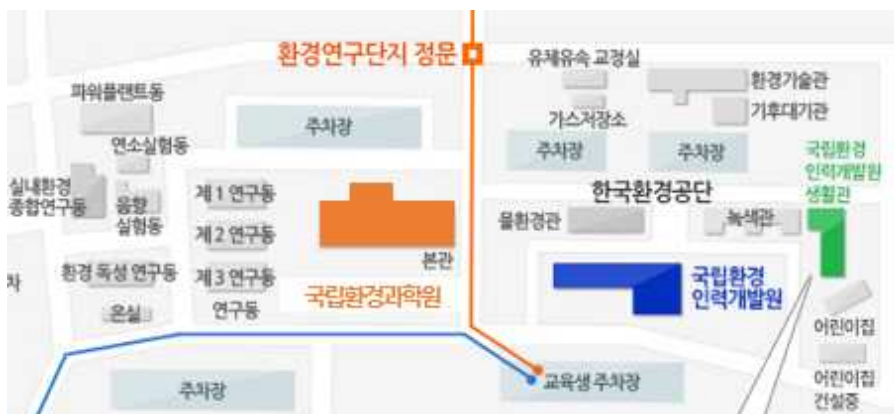 환경연구단지 정문
유체유속 교정실
환경기술관
파워플랜트동
기후대기관
가스저장소
주차장
연소실험동
주차장
주차장
국립환경
인력개발원
생활관
실내환경
종합연구동
음향
실험동
제 1 연구동
한국환경공단
물환경관
녹색관
제 2 연구동
본관
환경 독성 연구동
제 3 연구동
국립환경과학원
국립환경
인력개발원
차
온실
연구동
어린이집
주차장
교육생 주차장
어린이집
건설중